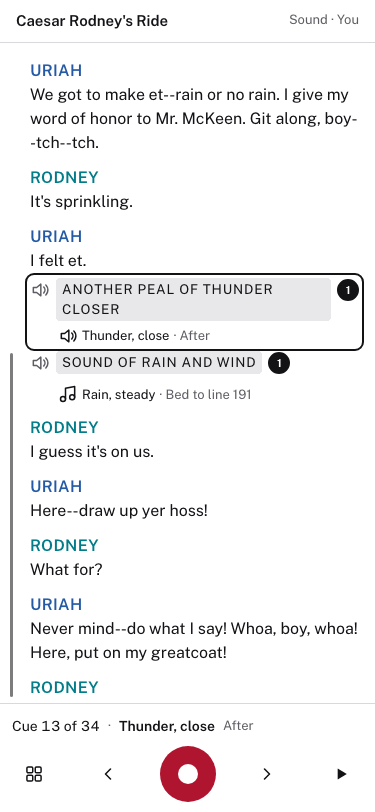 Caesar Rodney's Ride
Sound · You
URIAH
We got to make et--rain or no rain. I give my
word of honor to Mr. McKeen. Git along, boy-
-tch--tch.
RODNEY
It's sprinkling.
URIAH
I felt et.
ANOTHER PEAL OF THUNDER
CLOSER
1
Thunder, close · After
SOUND OF RAIN AND WIND
1
Rain, steady · Bed to line 191
RODNEY
I guess it's on us.
URIAH
Here--draw up yer hoss!
RODNEY
What for?
URIAH
Never mind--do what I say! Whoa, boy, whoa!
Here, put on my greatcoat!
RODNEY
Cue 13 of 34 · Thunder, close After